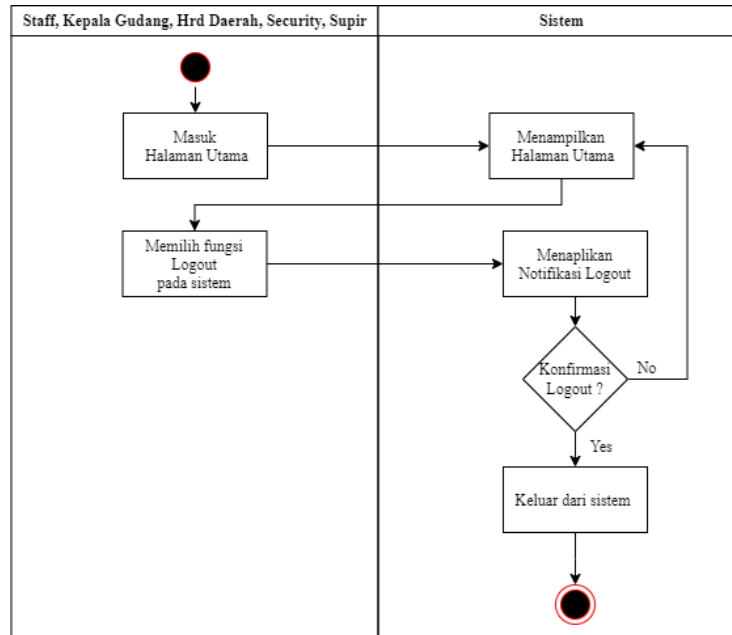 Staff, Kepala Gudang, Hrd Daerah, Security, Supir
Sistem
Masuk
Halaman Utama
Menampilkan
Halaman Utama
Memilih fungsi
Logout
pada sistem
Menaplikan
Notifikasi Logout
Konfirmasi
Logout ?
No
Yes
Keluar dari sistem